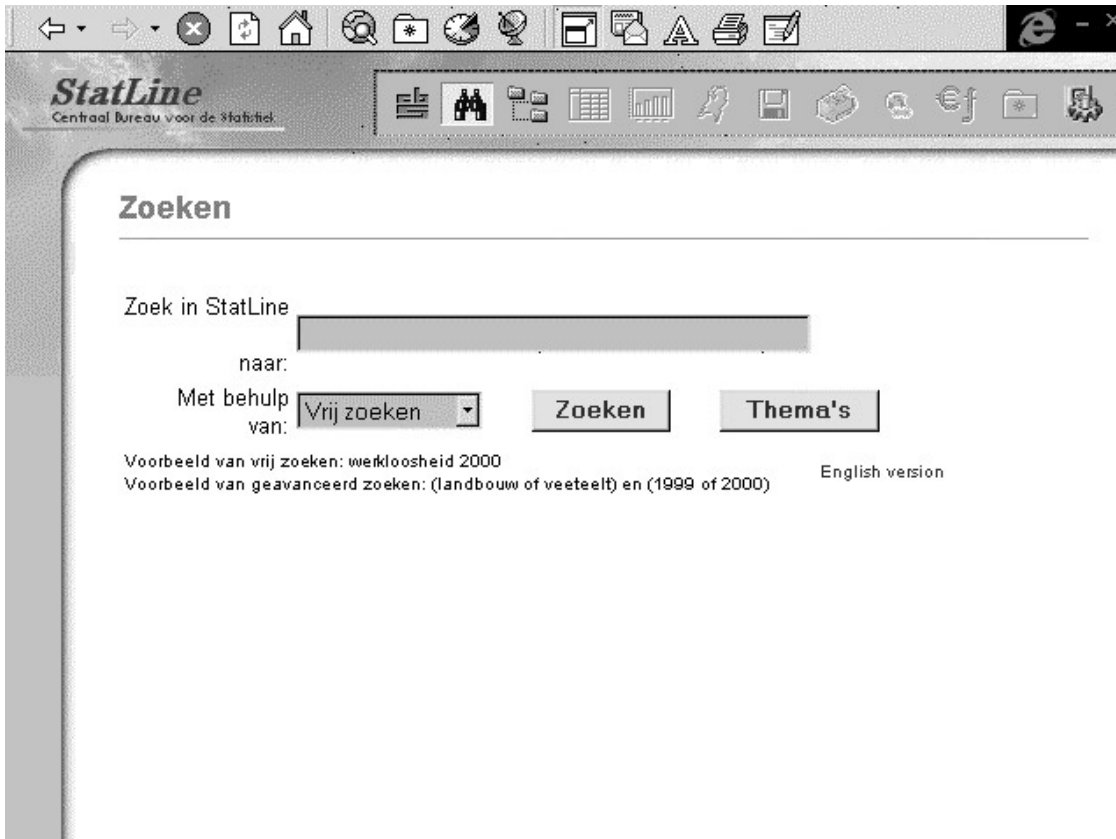 StatLine
Centraal Bureau voor de Statistiek
cbs
€f
Zoeken
Zoek in StatLine
naar:
Met behulp
van:
Vrij zoeken
Zoeken
Thema's
Voorbeeld van vrij zoeken: werkloosheid 2000
Voorbeeld van geavanceerd zoeken: (landbouw of veeteelt) en (1999 of 2000)
English version